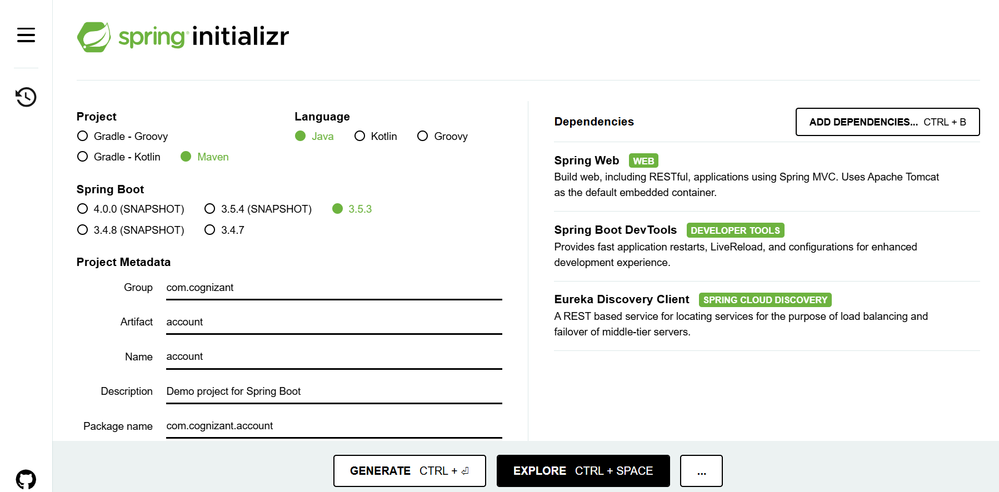 spring initializr
Project
Gradle - Groovy
Gradle - Kotlin
Maven
Language
Java
Kotlin
Groovy
Spring Boot
4.0.0 (SNAPSHOT)
3.5.4 (SNAPSHOT)
3.5.3
3.4.8 (SNAPSHOT)
3.4.7
Project Metadata
Group com.cognizant
Artifact account
Name account
Description Demo project for Spring Boot
Package name com.cognizant.account
Dependencies
ADD DEPENDENCIES... CTRL + B
Spring Web WEB
Build web, including RESTful, applications using Spring MVC. Uses Apache Tomcat
as the default embedded container.
Spring Boot DevTools DEVELOPER TOOLS
Provides fast application restarts, LiveReload, and configurations for enhanced
development experience.
Eureka Discovery Client SPRING CLOUD DISCOVERY
A REST based service for locating services for the purpose of load balancing and
failover of middle-tier servers.
GENERATE CTRL + ⏎
EXPLORE CTRL + SPACE
...